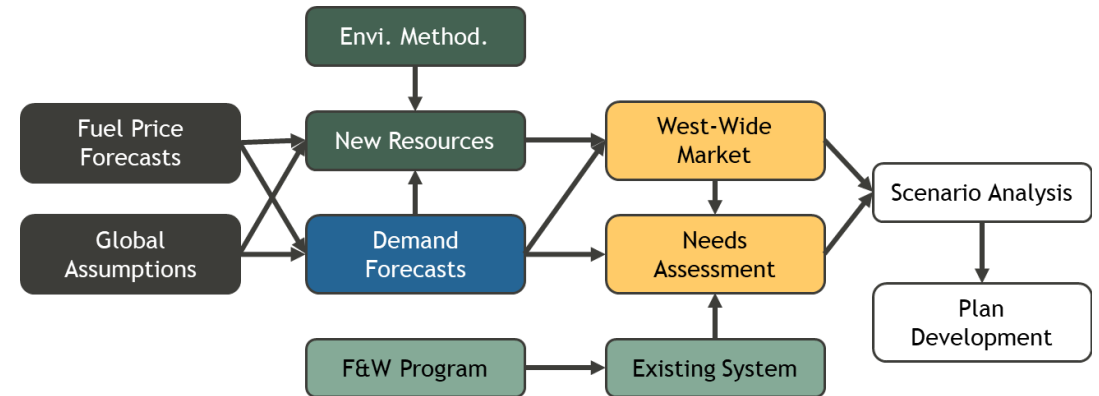 Envi. Method.
Fuel Price
Forecasts
New Resources
West-Wide
Market
Scenario Analysis
Global
Assumptions
Demand
Forecasts
Needs
Assessment
Plan
Development
F&W Program
Existing System